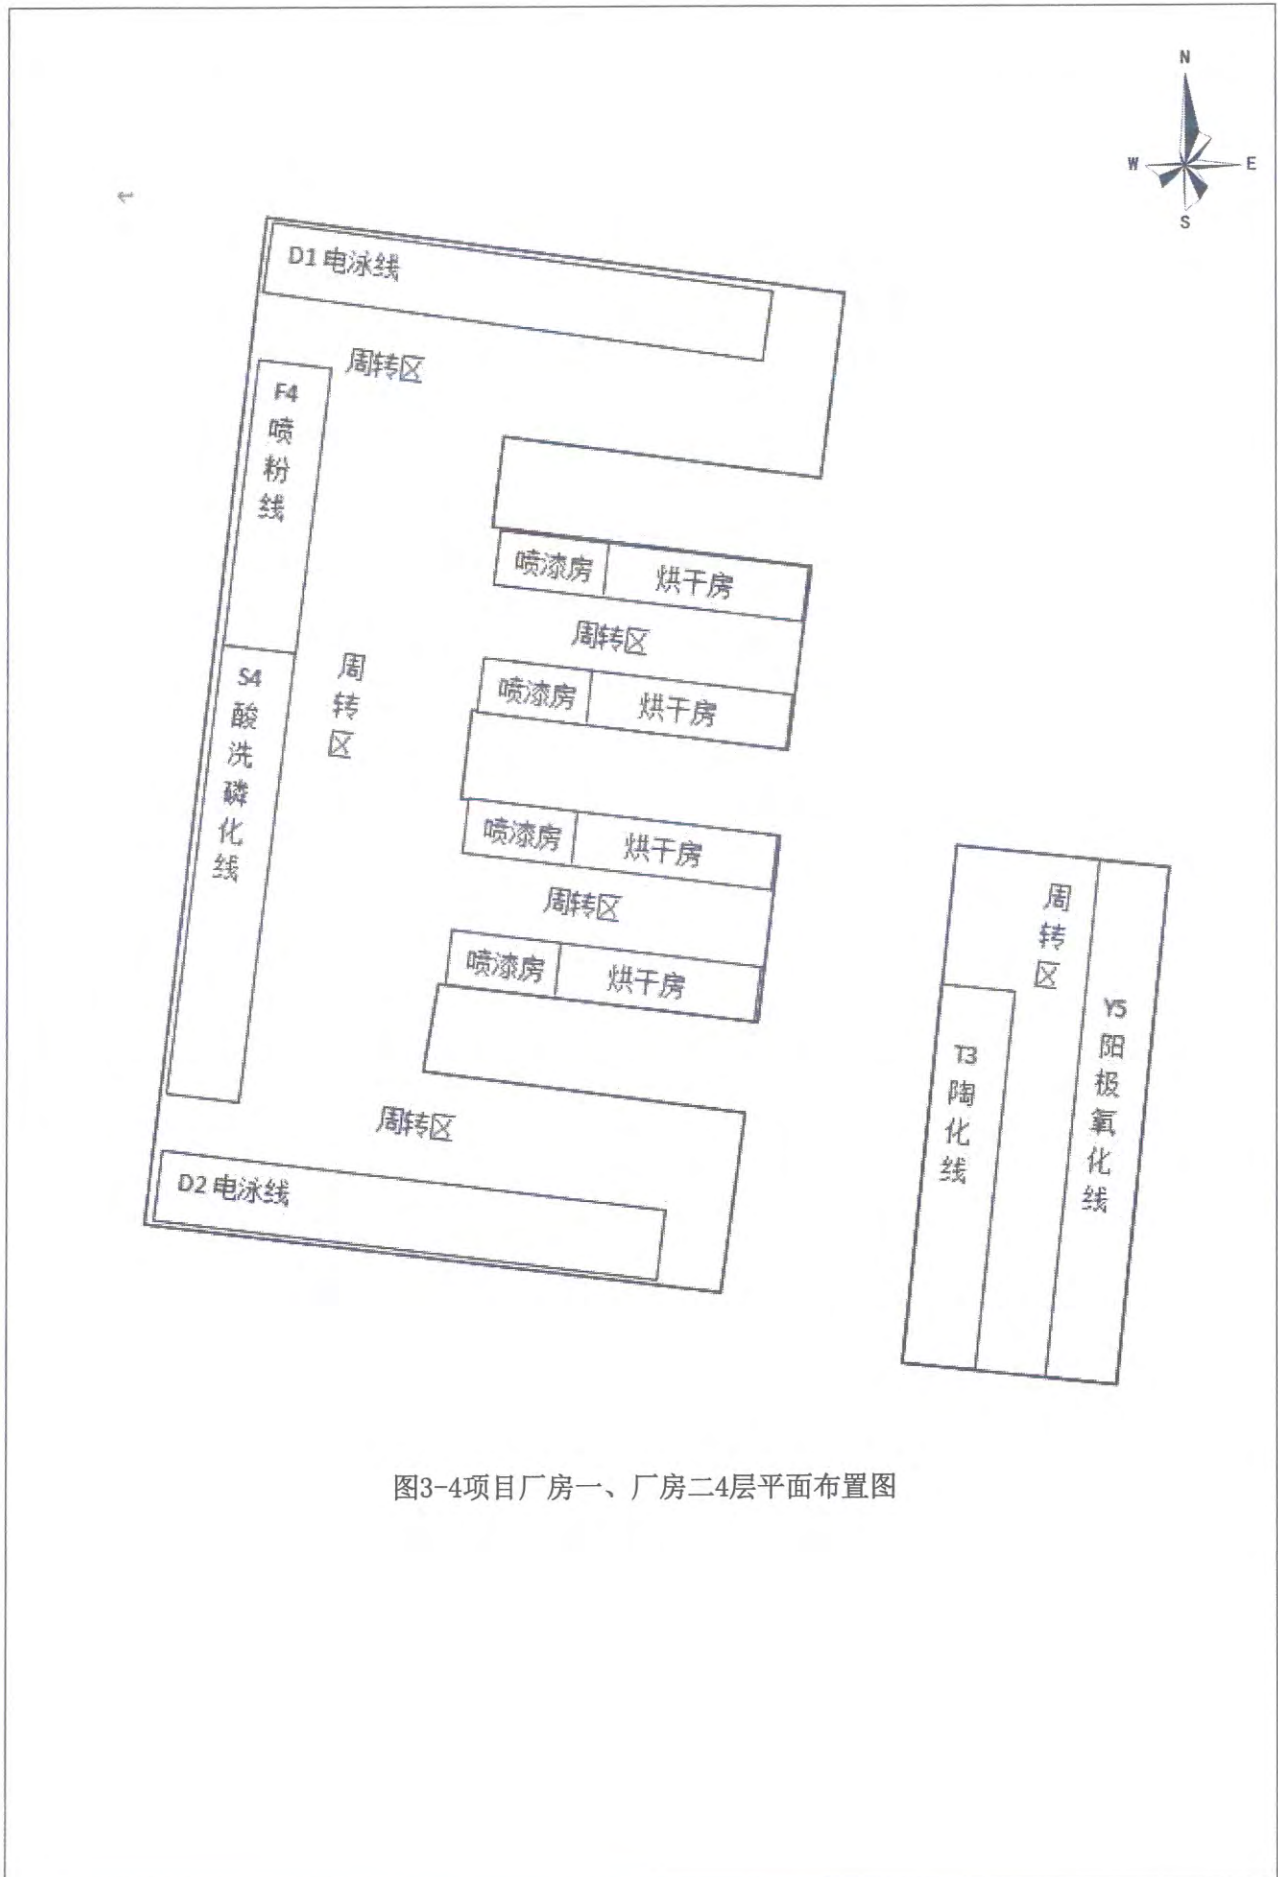 N
W
E
S
D1 电泳线
周转区
F4
喷
粉
线
喷漆房
烘干房
周转区
S4
酸
洗
磷
化
线
周
转
区
喷漆房
烘干房
喷漆房
烘干房
周转区
喷漆房
烘干房
周转区
D2 电泳线
周
转
区
T3
陶
化
线
Y5
阳
极
氧
化
线
图3-4项目厂房一、厂房二4层平面布置图